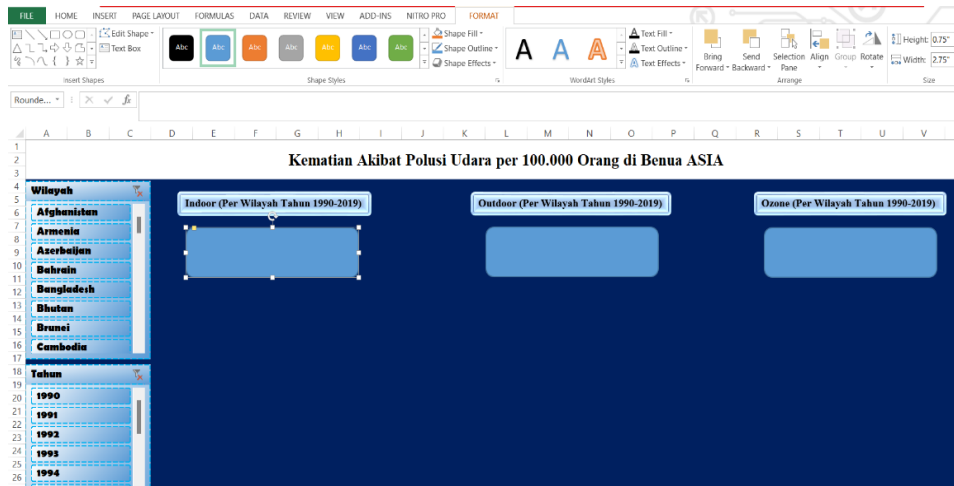 FILE HOME INSERT PAGE LAYOUT FORMULAS DATA REVIEW VIEW ADD-INS NITRO PRO FORMAT
Edit Shape
Text Box
Insert Shapes
Abc Abc Abc Abc Abc Abc Abc
Shape Fill
Shape Outline
Shape Effects
Shape Styles
A A A
Text Fill
Text Outline
Text Effects
WordArt Styles
Bring Forward
Send Backward
Selection Pane
Align
Group
Rotate
Arrange
Height: 0.75"
Width: 2.75"
Size
Rounde... fx
A B C D E F G H I J K L M N O P Q R S T U V
1
2
3
4
5
6
7
8
9
10
11
12
13
14
15
16
17
18
19
20
21
22
23
24
25
26
Kematian Akibat Polusi Udara per 100.000 Orang di Benua ASIA
Wilayah
Afghanistan
Armenia
Azerbaijan
Bahrain
Bangladesh
Bhutan
Brunei
Cambodia
Tahun
1990
1991
1992
1993
1994
Indoor (Per Wilayah Tahun 1990-2019)
Outdoor (Per Wilayah Tahun 1990-2019)
Ozone (Per Wilayah Tahun 1990-2019)